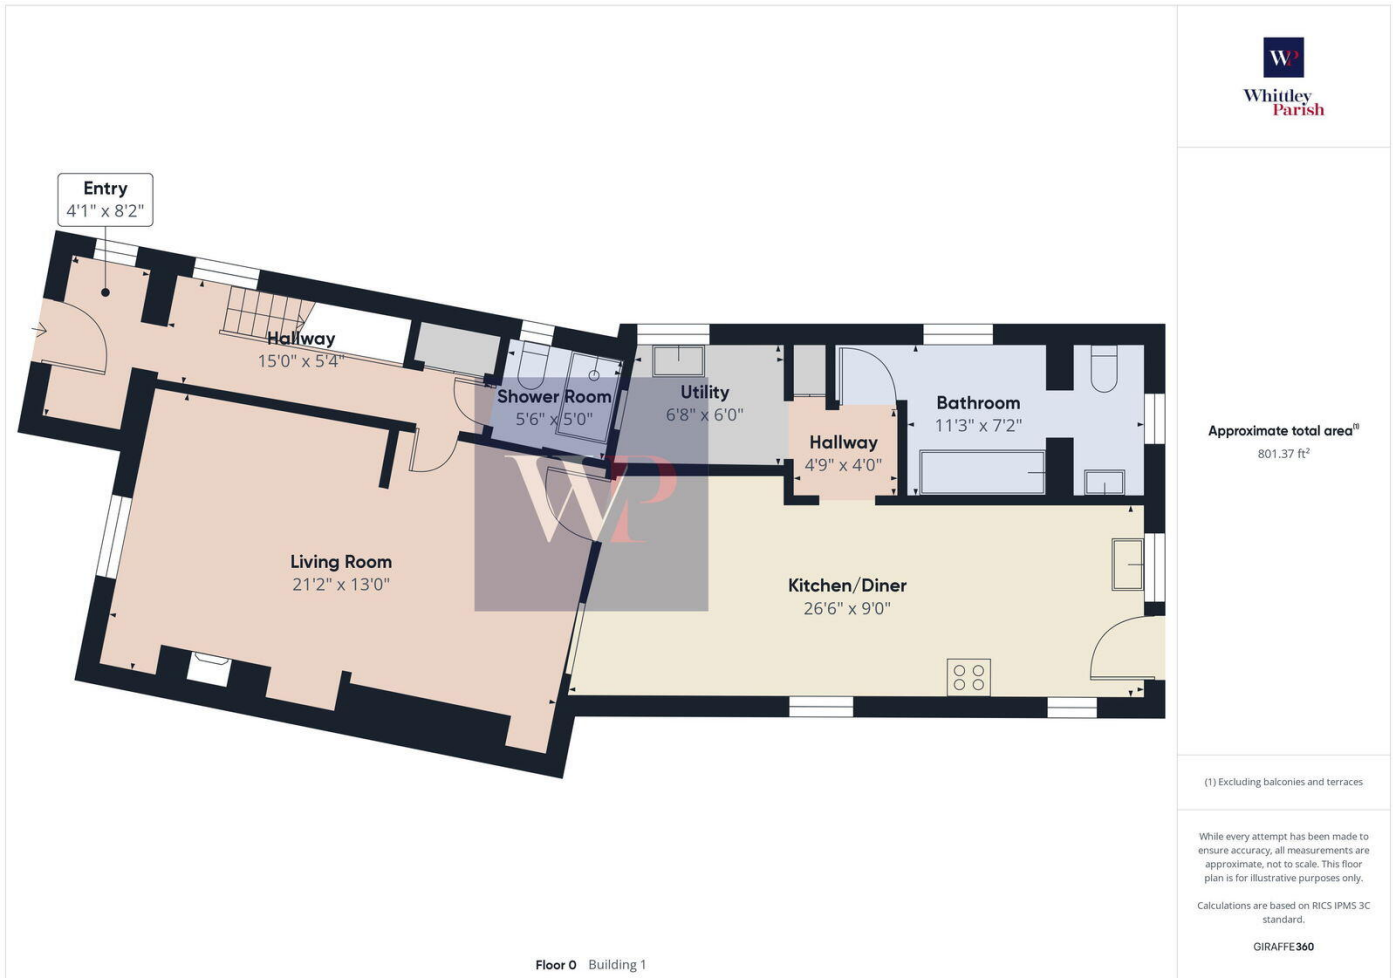 WP
Whittley
Parish
Entry
4'1" x 8'2"
Hallway
15'0" x 5'4"
Shower Room
5'6" x 5'0"
Utility
6'8" x 6'0"
Hallway
4'9" x 4'0"
Bathroom
11'3" x 7'2"
Living Room
21'2" x 13'0"
WP
Kitchen/Diner
26'6" x 9'0"
Approximate total area⁽¹⁾
801.37 ft²
(1) Excluding balconies and terraces
While every attempt has been made to
ensure accuracy, all measurements are
approximate, not to scale. This floor
plan is for illustrative purposes only.
Calculations are based on RICS IPMS 3C
standard.
GIRAFFE360
Floor 0 Building 1